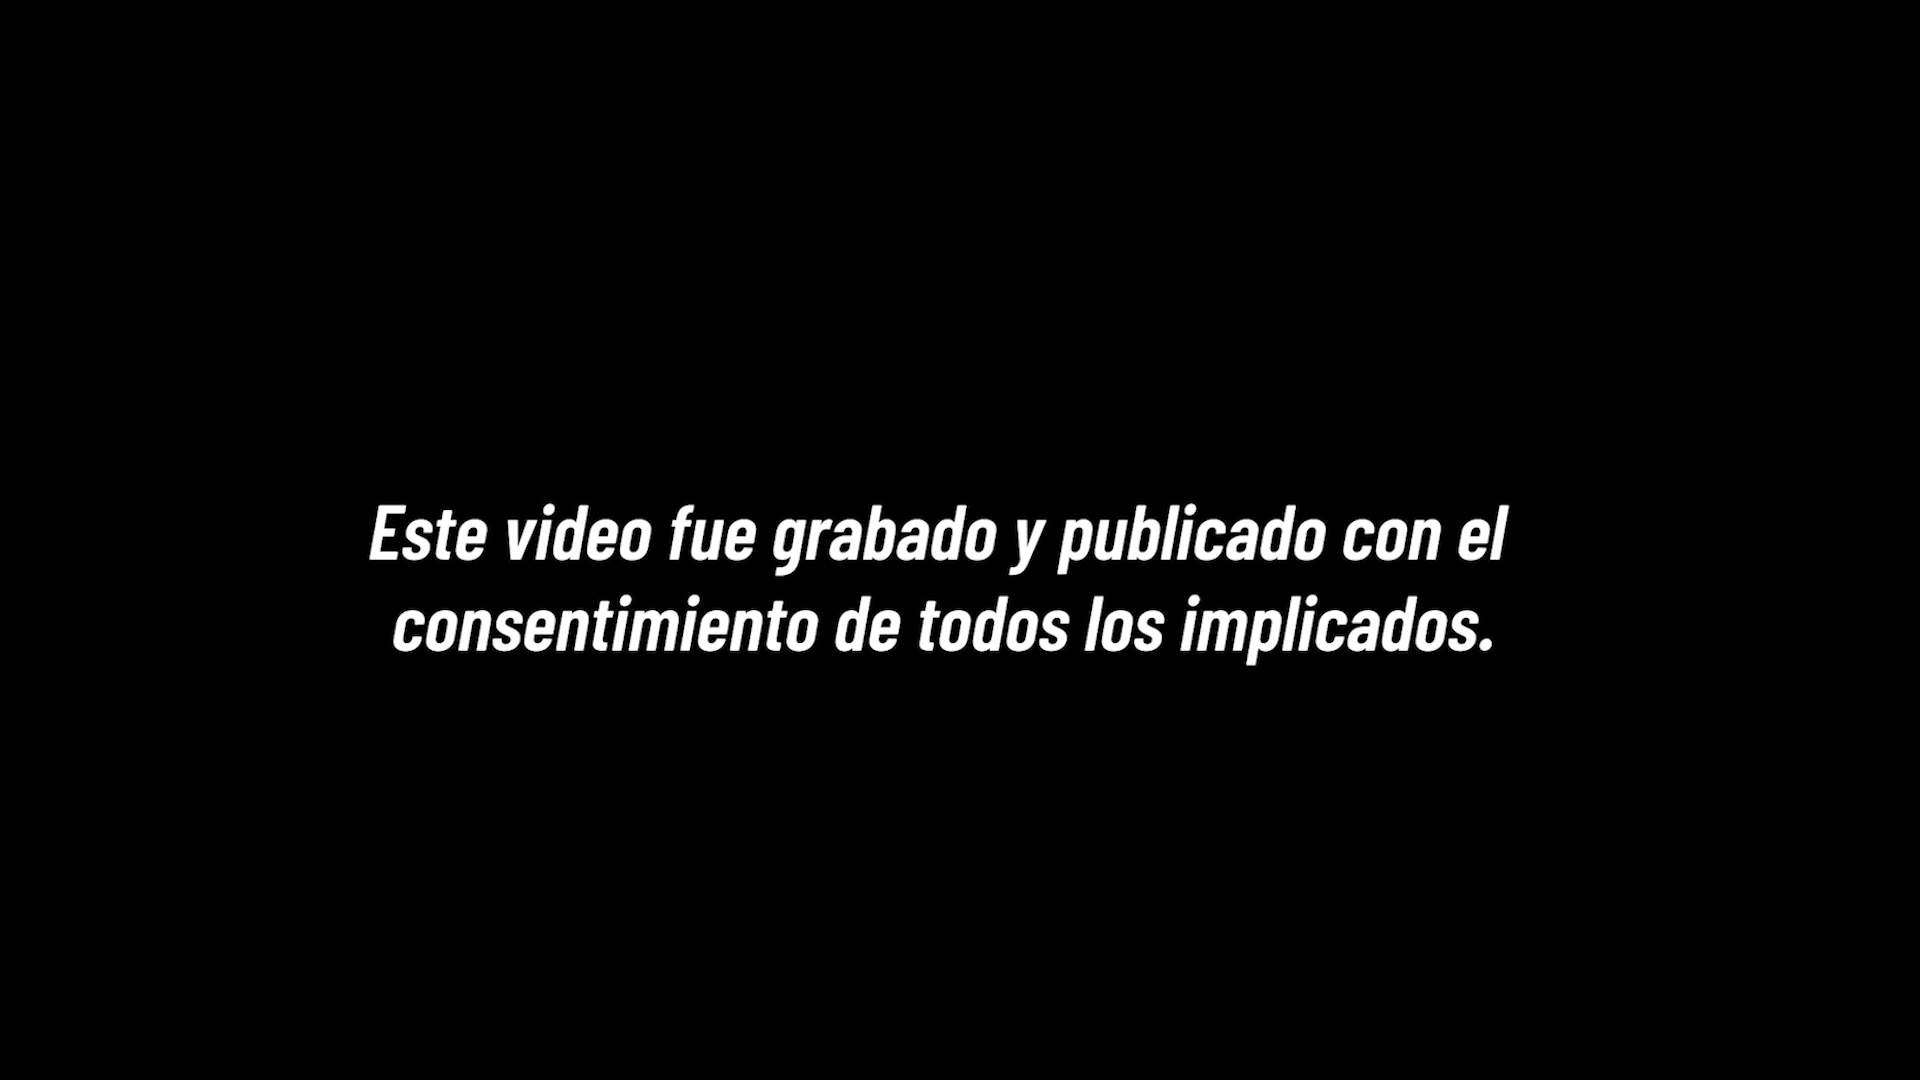 Este video fue grabado y publicado con el
consentimiento de todos los implicados.